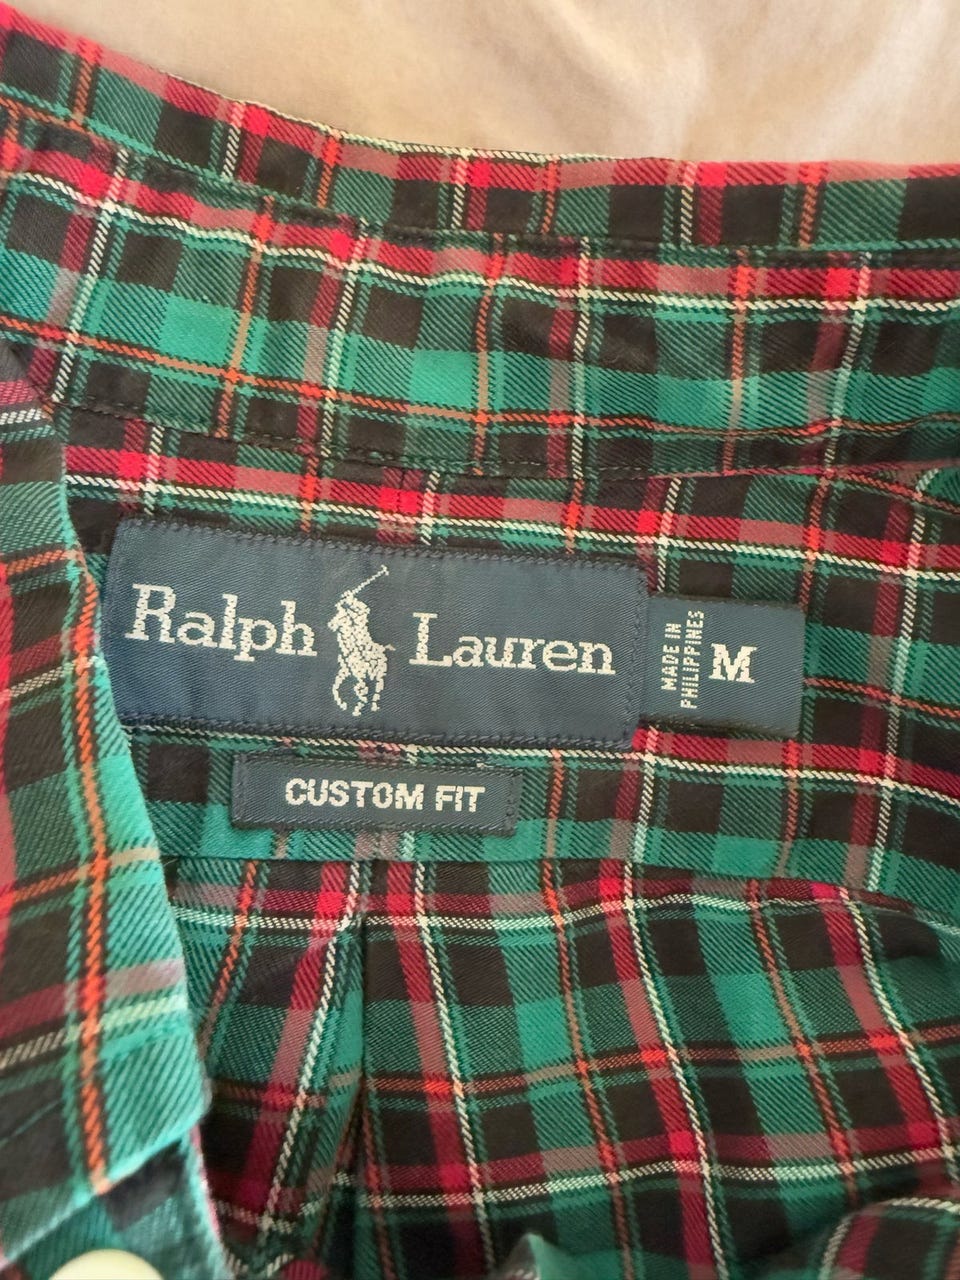 Ralph Lauren
MADE IN
PHILIPPINES
M
CUSTOM FIT